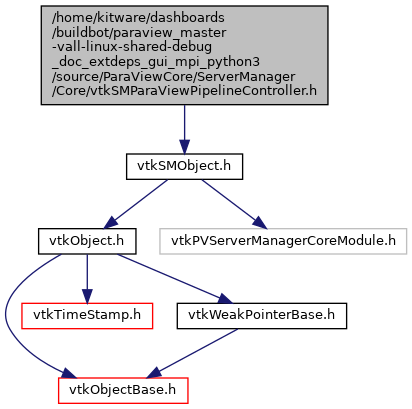 /home/kitware/dashboards
/buildbot/paraview_master
-vall-linux-shared-debug
_doc_extdeps_gui_mpi_python3
/source/ParaViewCore/ServerManager
/Core/vtkSMParaViewPipelineController.h
vtkSMObject.h
vtkObject.h
vtkPVServerManagerCoreModule.h
vtkTimeStamp.h
vtkWeakPointerBase.h
vtkObjectBase.h